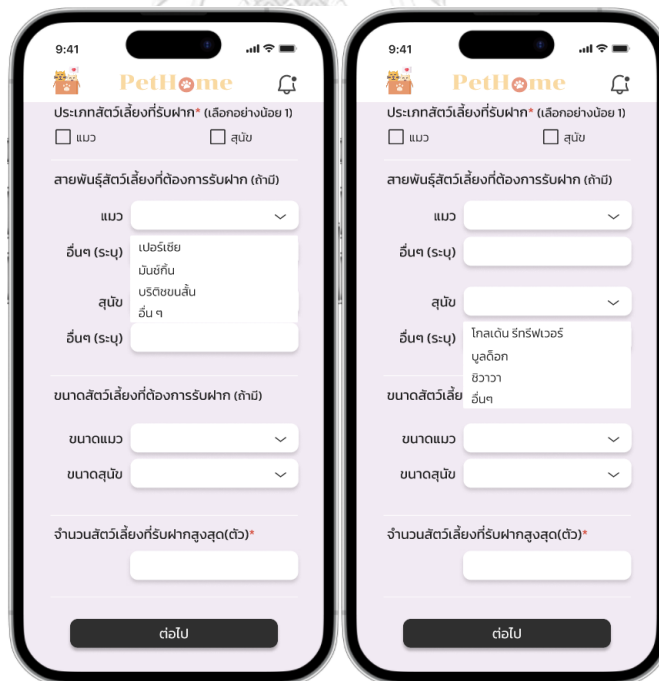 9:41
PetHome
ประเภทสัตว์เลี้ยงที่รับฝาก* (เลือกอย่างน้อย 1)
แมว สุนัข
สายพันธุ์สัตว์เลี้ยงที่ต้องการรับฝาก (ถ้ามี)
แมว
อื่นๆ (ระบุ)
เปอร์เซีย
มันช์กิ้น
บริติชขนสั้น
อื่น ๆ
สุนัข
อื่นๆ (ระบุ)
ขนาดสัตว์เลี้ยงที่ต้องการรับฝาก (ถ้ามี)
ขนาดแมว
ขนาดสุนัข
จำนวนสัตว์เลี้ยงที่รับฝากสูงสุด(ตัว)*
ต่อไป
9:41
PetHome
ประเภทสัตว์เลี้ยงที่รับฝาก* (เลือกอย่างน้อย 1)
แมว สุนัข
สายพันธุ์สัตว์เลี้ยงที่ต้องการรับฝาก (ถ้ามี)
แมว
อื่นๆ (ระบุ)
สุนัข
อื่นๆ (ระบุ)
โกลเด้น รีทรีฟเวอร์
บูลด็อก
ชิวาวา
อื่นๆ
ขนาดสัตว์เลี้ย
ขนาดแมว
ขนาดสุนัข
จำนวนสัตว์เลี้ยงที่รับฝากสูงสุด(ตัว)*
ต่อไป